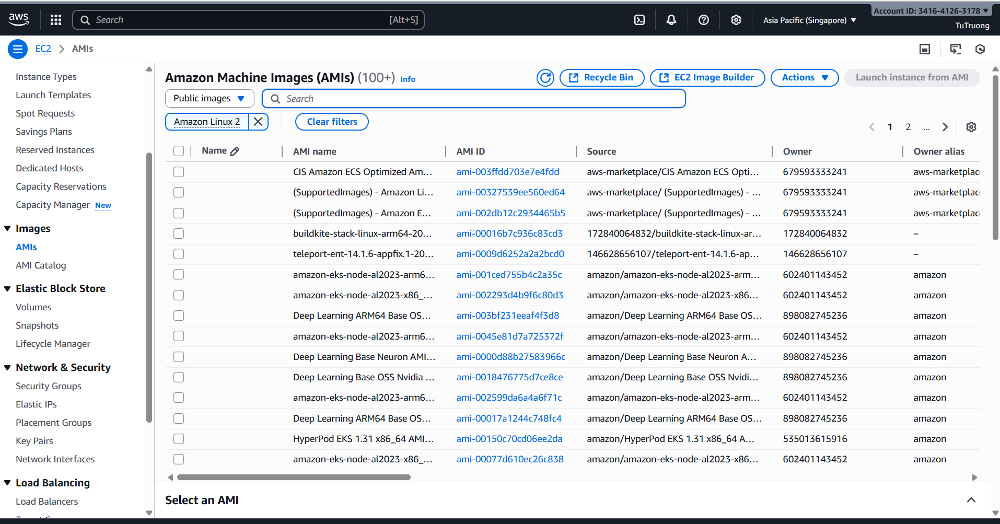 aws
Search [Alt+S]
Asia Pacific (Singapore)
Account ID: 3416-4126-3178
TuTruong
EC2 AMIs
Instance Types
Launch Templates
Spot Requests
Savings Plans
Reserved Instances
Dedicated Hosts
Capacity Reservations
Capacity Manager New
Images
AMIs
AMI Catalog
Elastic Block Store
Volumes
Snapshots
Lifecycle Manager
Network & Security
Security Groups
Elastic IPs
Placement Groups
Key Pairs
Network Interfaces
Load Balancing
Load Balancers
Amazon Machine Images (AMIs) (100+) Info
Recycle Bin
EC2 Image Builder
Actions
Launch instance from AMI
Public images
Search
Amazon Linux 2
Clear filters
1 2 ...
Name AMI name AMI ID Source Owner Owner alias
CIS Amazon ECS Optimized Am... ami-003ffdd703e7e4fdd aws-marketplace/CIS Amazon ECS Opti... 679593333241 aws-marketplac
(SupportedImages) - Amazon Li... ami-00327539ee560ed64 aws-marketplace/ (SupportedImages) - ... 679593333241 aws-marketplac
(SupportedImages) - Amazon E... ami-002db12c2934465b5 aws-marketplace/ (SupportedImages) - ... 679593333241 aws-marketplac
buildkite-stack-linux-arm64-20... ami-00016b7c936c83cd3 172840064832/buildkite-stack-linux-ar... 172840064832 –
teleport-ent-14.1.6-appfix.1-20... ami-0009d6252a2a2bcd0 146628656107/teleport-ent-14.1.6-ap... 146628656107 –
amazon-eks-node-al2023-arm6... ami-001ced755b4c2a35c amazon/amazon-eks-node-al2023-arm... 602401143452 amazon
amazon-eks-node-al2023-x86_... ami-002293d4b9f6c80d3 amazon/amazon-eks-node-al2023-x86... 602401143452 amazon
Deep Learning ARM64 Base OS... ami-003bf231eeaf4f3d8 amazon/Deep Learning ARM64 Base OS... 898082745236 amazon
amazon-eks-node-al2023-arm6... ami-0045e81d7a725372f amazon/amazon-eks-node-al2023-arm... 602401143452 amazon
Deep Learning Base Neuron AMI... ami-0000d88b27583966c amazon/Deep Learning Base Neuron A... 898082745236 amazon
Deep Learning Base OSS Nvidia ... ami-0018476775d7ce8ce amazon/Deep Learning Base OSS Nvidi... 898082745236 amazon
amazon-eks-node-al2023-arm6... ami-002599da6a4a6f71c amazon/amazon-eks-node-al2023-arm... 602401143452 amazon
Deep Learning ARM64 Base OS... ami-00017a1244c748fc4 amazon/Deep Learning ARM64 Base OS... 898082745236 amazon
HyperPod EKS 1.31 x86_64 AMI... ami-00150c70cd06ee2da amazon/HyperPod EKS 1.31 x86_64 A... 535013615916 amazon
amazon-eks-node-al2023-x86_... ami-00077d610ec26c838 amazon/amazon-eks-node-al2023-x86... 602401143452 amazon
Select an AMI